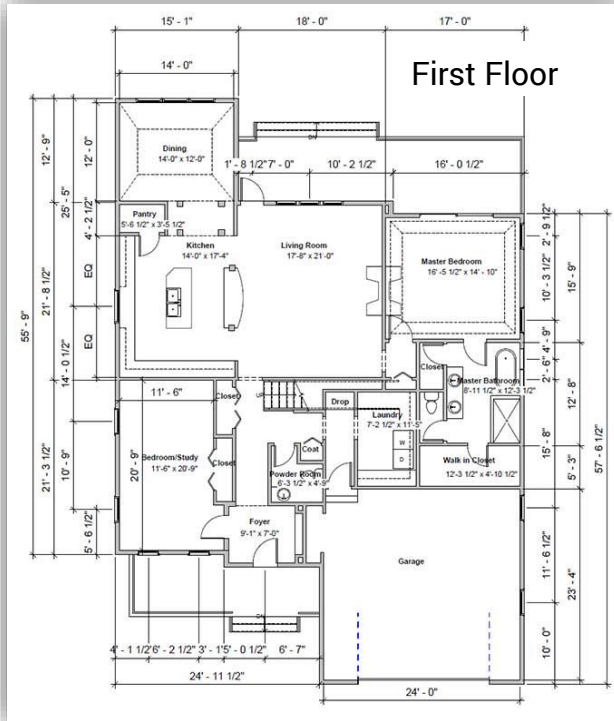 15' - 1"
18' - 0"
17' - 0"
14' - 0"
First Floor
DN
Dining
14'-0" x 12'-0"
1' - 8 1/2"
7' - 0"
10' - 2 1/2"
16' - 0 1/2"
12' - 9"
12' - 0"
25' - 5"
Pantry
5'-6 1/2" x 3'-5 1/2"
4' - 2 1/2"
Kitchen
14'-0" x 17'-4"
Living Room
17'-8" x 21'-0"
Master Bedroom
16' -5 1/2" x 14' - 10"
2' - 9 1/2"
10' - 3 1/2"
15' - 9"
EQ
EQ
21' - 8 1/2"
55' - 9"
14' - 0 1/2"
4' - 9"
2' - 6"
Closet
Master Bathroom
8'-11 1/2" x 12'-3 1/2"
12' - 8"
11' - 6"
Closet
UP
Drop
Laundry
7'-2 1/2" x 11'-5"
W
D
Coat
20' - 9"
Bedroom/Study
11'-6" x 20'-9"
Closet
Powder Room
6'-3 1/2" x 4'-9"
Walk in Closet
12'-3 1/2" x 4'-10 1/2"
15' - 8"
5' - 3"
57' - 6 1/2"
21' - 3"
10' - 9"
5' - 6 1/2"
Foyer
9'-1" x 7'-0"
Garage
11' - 6 1/2"
23' - 4"
10' - 0"
DN
4' - 1 1/2"
6' - 2 1/2"
3' - 1"
5' - 0 1/2"
6' - 7"
24' - 11 1/2"
24' - 0"